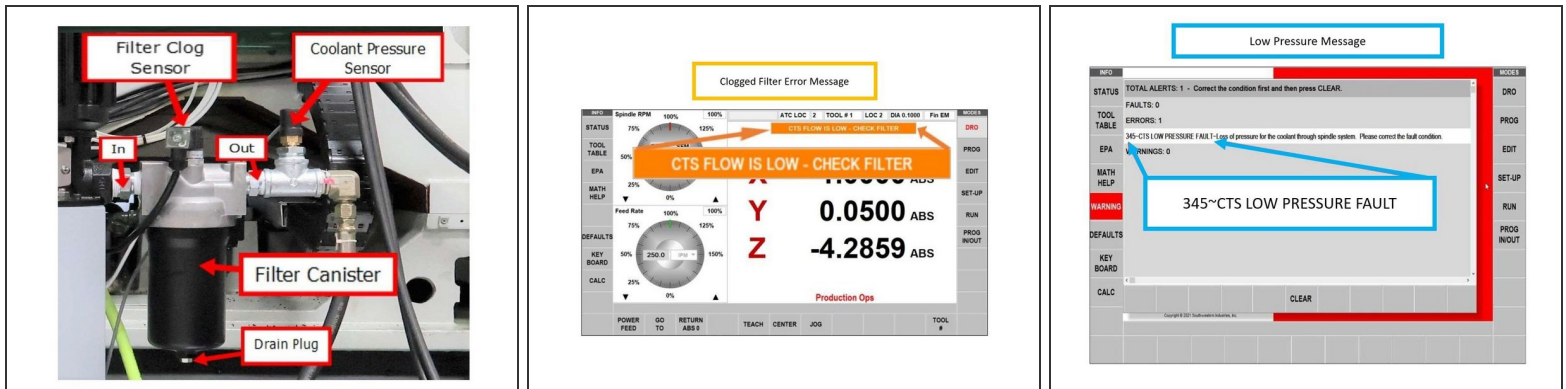 Filter Clog
Sensor
Coolant Pressure
Sensor
In
Out
Filter Canister
Drain Plug
Clogged Filter Error Message
INFO
Spindle RPM
100%
100%
ATC LOC 2 TOOL # 1 LOC 2 DIA 0.1000 Fin EM
MODES
STATUS
75%
125%
CTS FLOW IS LOW - CHECK FILTER
DRO
TOOL
TABLE
50%
CTS FLOW IS LOW - CHECK FILTER
PROG
EPA
EDIT
25%
ABS
MATH
HELP
0%
SET-UP
Feed Rate
100%
100%
Y 0.0500 ABS
RUN
75%
125%
DEFAULTS
PROG
IN/OUT
KEY
BOARD
50%
250.0
IPM
150%
Z -4.2859 ABS
CALC
25%
0%
Production Ops
POWER
FEED
GO
TO
RETURN
ABS 0
TEACH
CENTER
JOG
TOOL
#
Low Pressure Message
INFO
MODES
STATUS
TOTAL ALERTS: 1 - Correct the condition first and then press CLEAR.
DRO
FAULTS: 0
TOOL
TABLE
ERRORS: 1
PROG
345~CTS LOW PRESSURE FAULT~Loss of pressure for the coolant through spindle system. Please correct the fault condition.
EPA
WARNINGS: 0
EDIT
MATH
HELP
SET-UP
345~CTS LOW PRESSURE FAULT
WARNING
RUN
DEFAULTS
PROG
IN/OUT
KEY
BOARD
CALC
CLEAR
Copyright © 2021 Southwestern Industries, Inc.